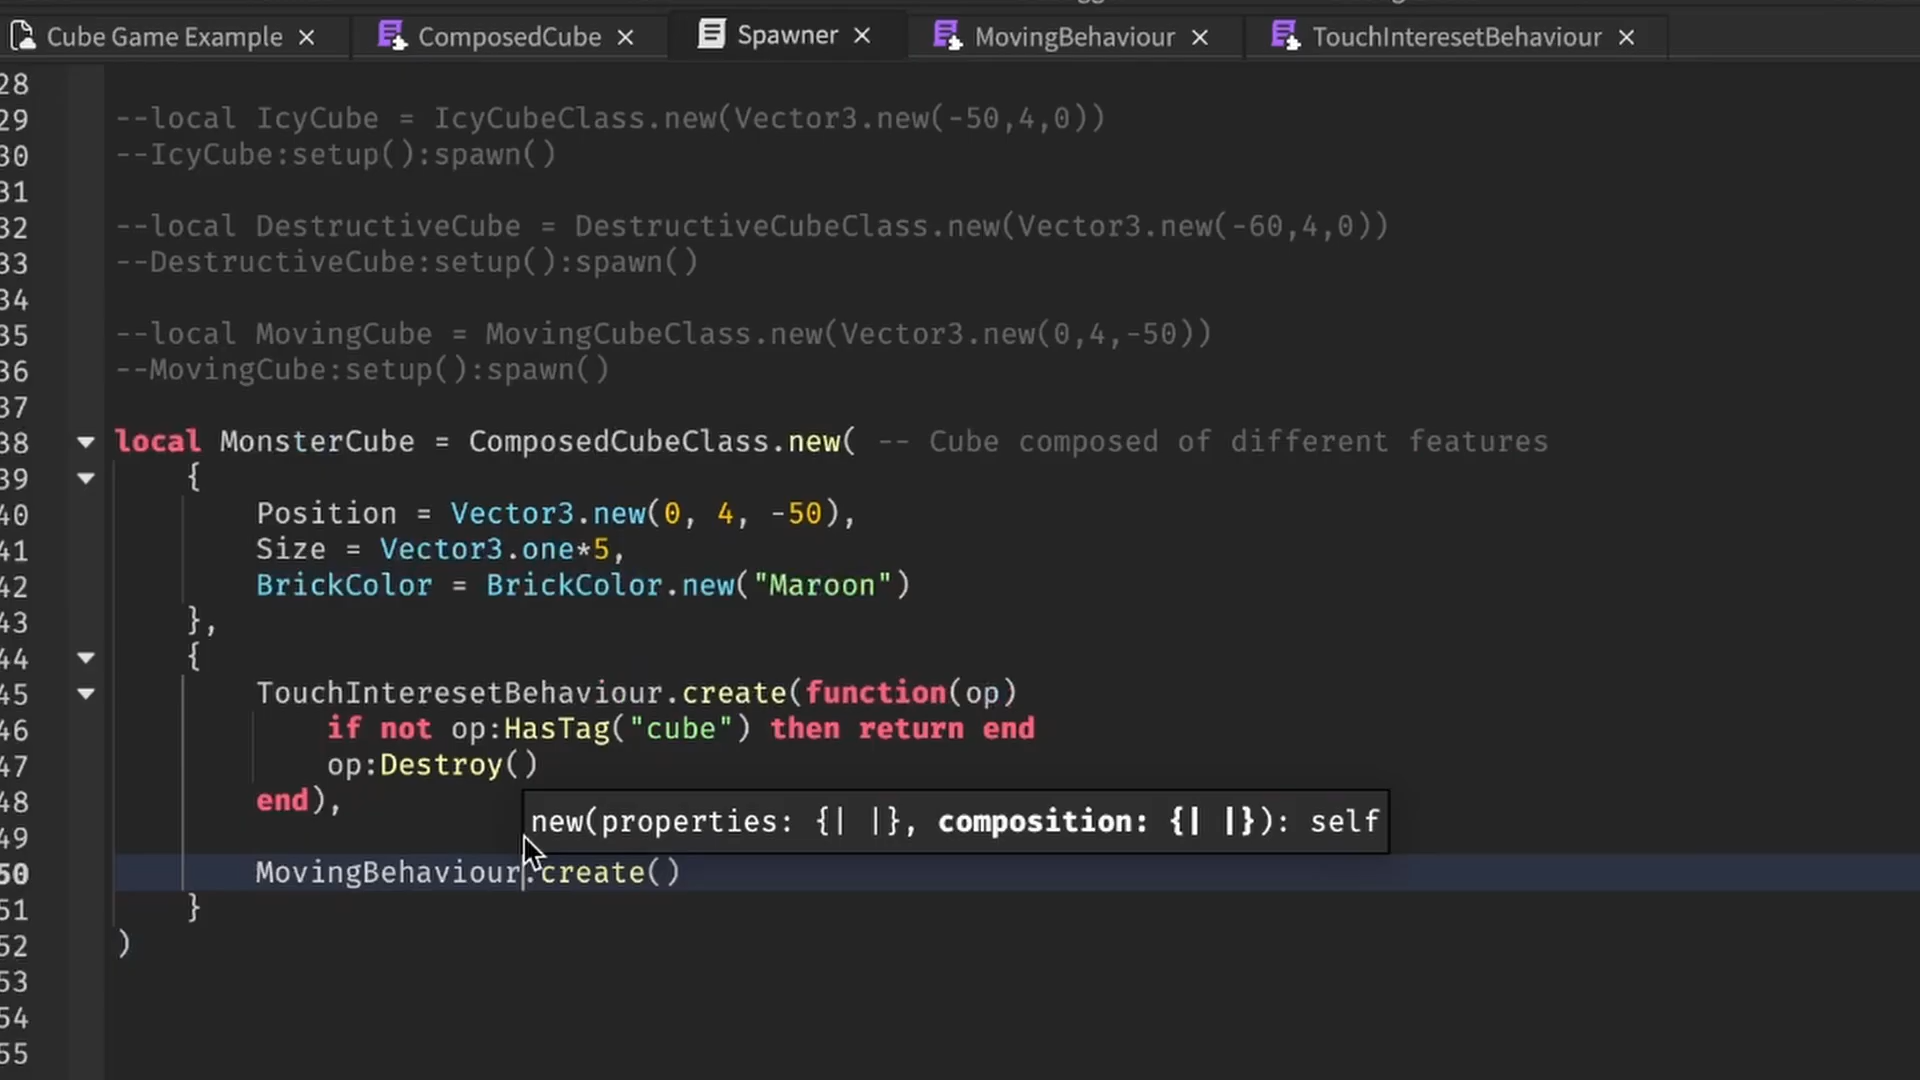 Cube Game Example × ComposedCube × Spawner × MovingBehaviour × TouchInteresetBehaviour ×
28
29 --local IcyCube = IcyCubeClass.new(Vector3.new(-50,4,0))
30 --IcyCube:setup():spawn()
31
32 --local DestructiveCube = DestructiveCubeClass.new(Vector3.new(-60,4,0))
33 --DestructiveCube:setup():spawn()
34
35 --local MovingCube = MovingCubeClass.new(Vector3.new(0,4,-50))
36 --MovingCube:setup():spawn()
37
38 local MonsterCube = ComposedCubeClass.new( -- Cube composed of different features
39 {
40 Position = Vector3.new(0, 4, -50),
41 Size = Vector3.one*5,
42 BrickColor = BrickColor.new("Maroon")
43 },
44 {
45 TouchInteresetBehaviour.create(function(op)
46 if not op:HasTag("cube") then return end
47 op:Destroy()
48 end),
new(properties: {| |}, composition: {| |}): self
49
50 MovingBehaviour.create()
51 }
52 )
53
54
55